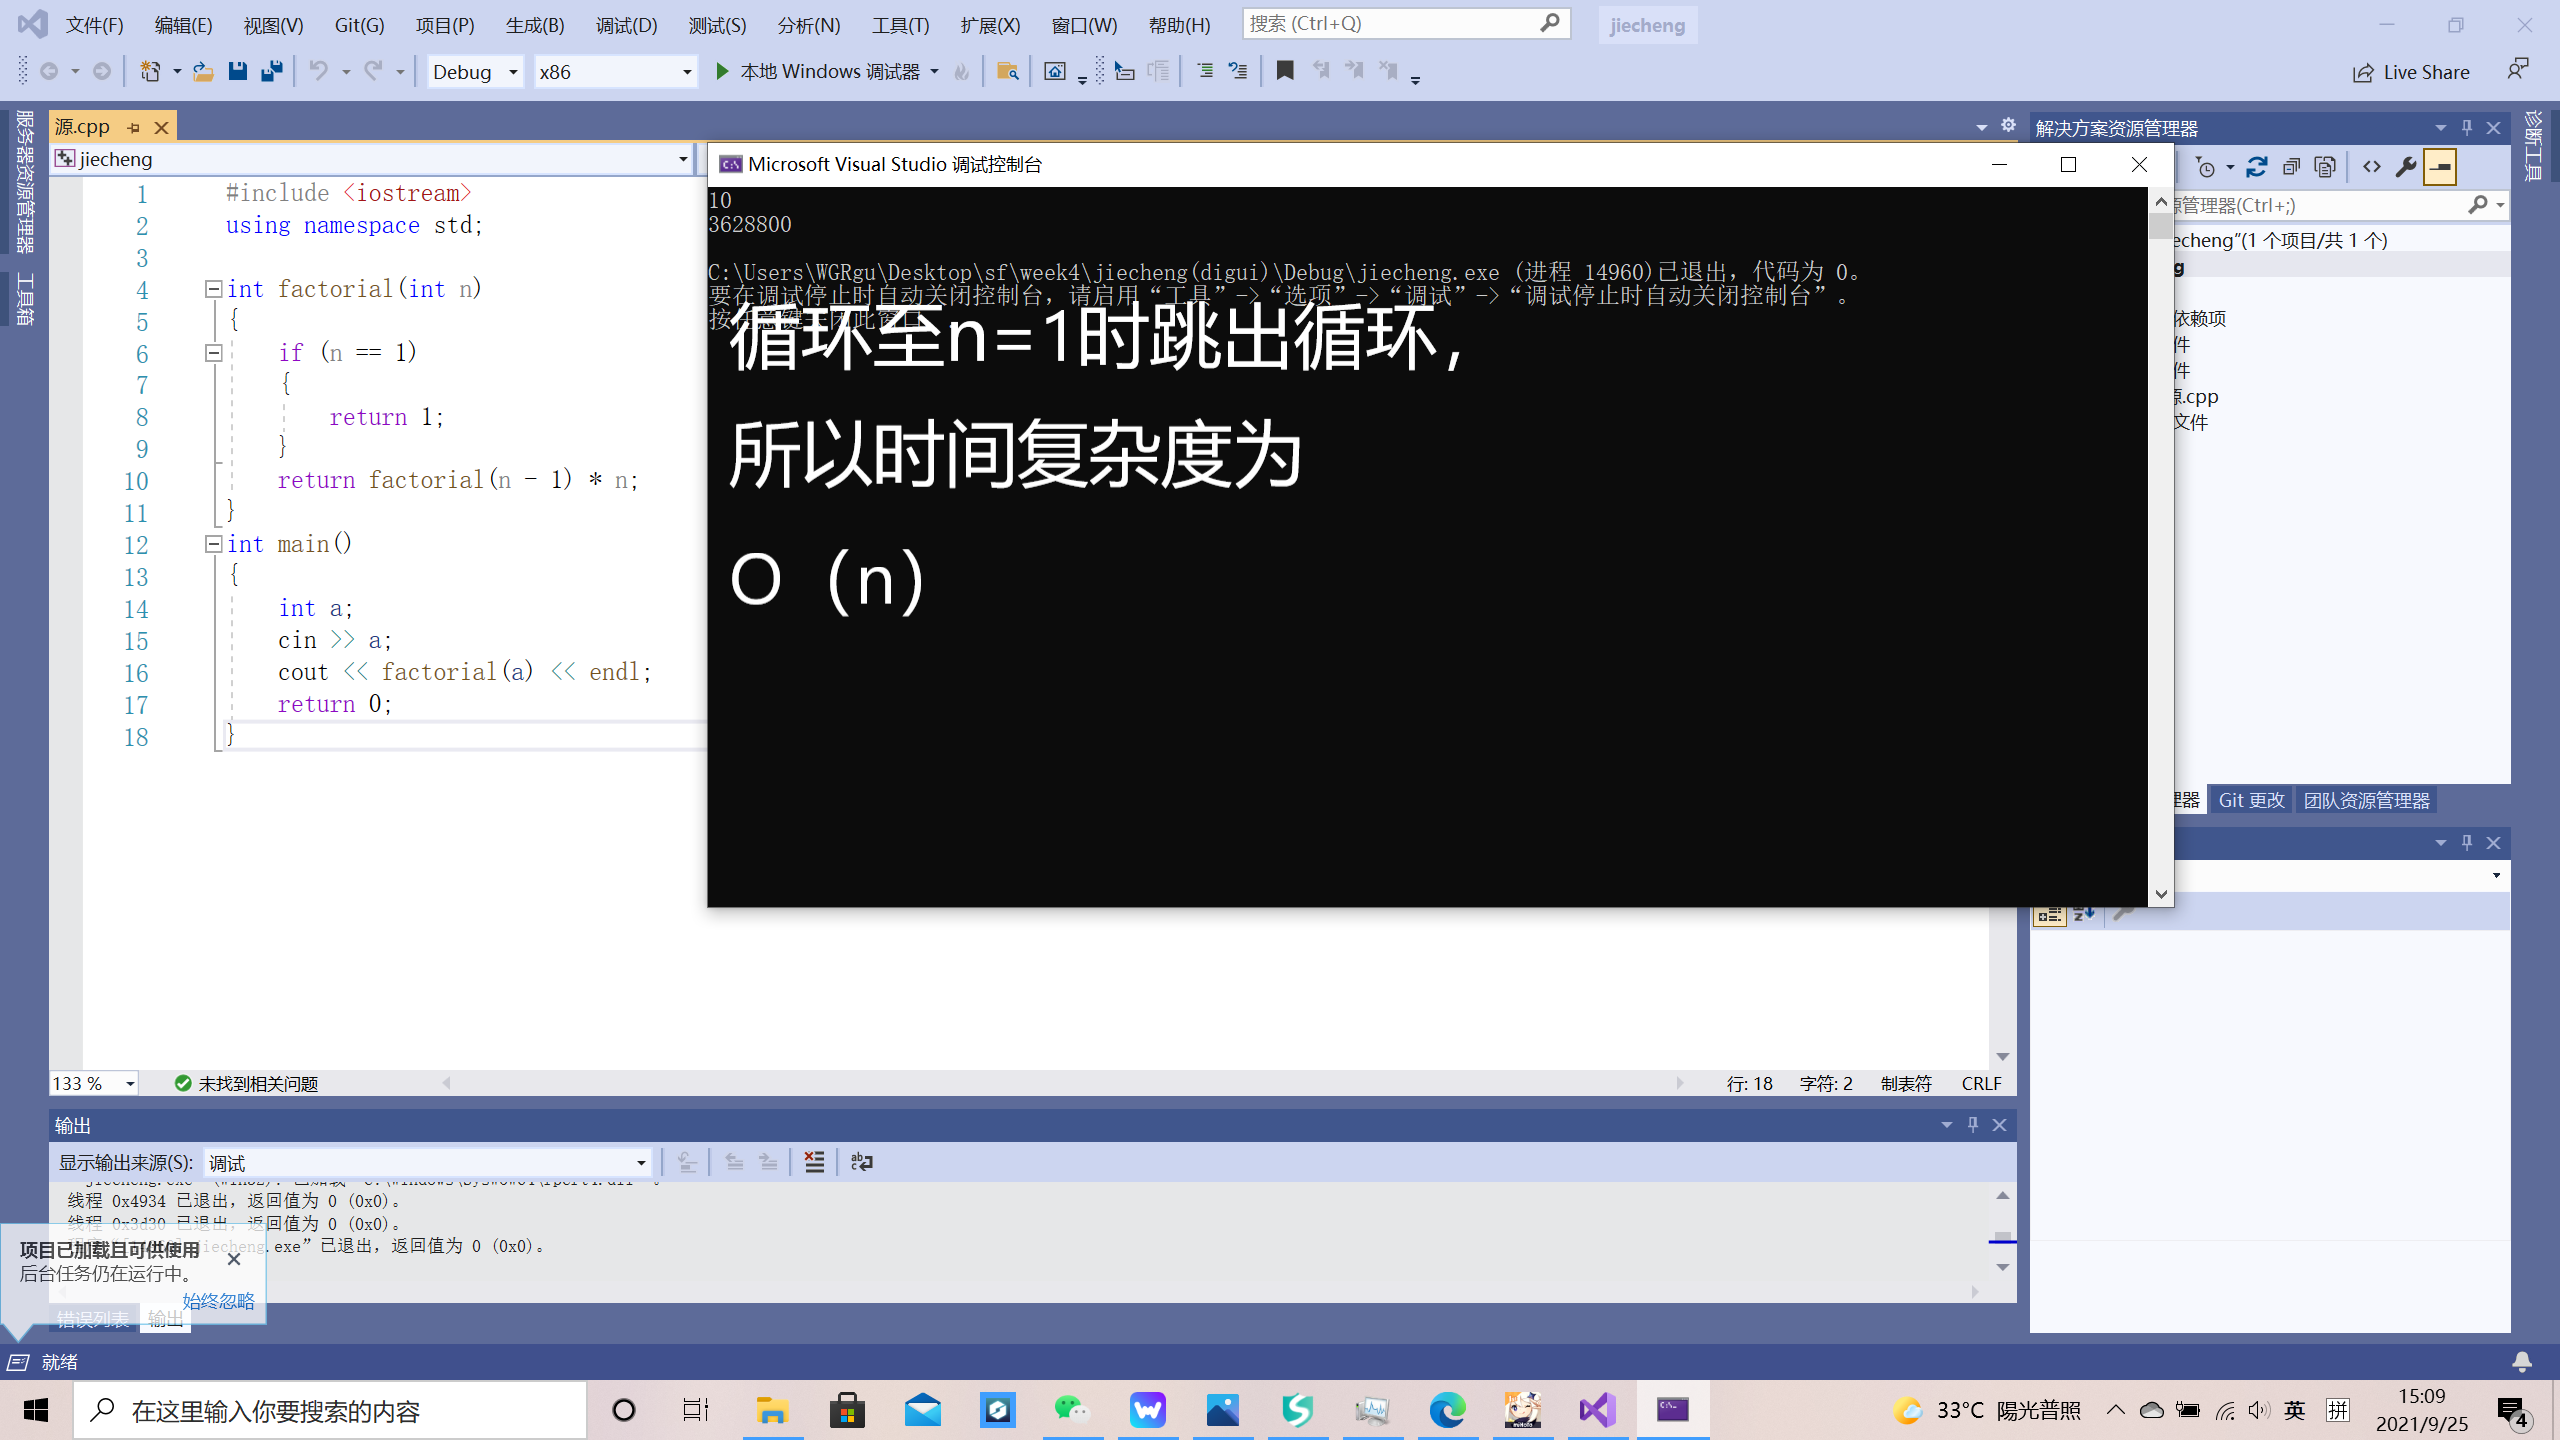 文件(F) 编辑(E) 视图(V) Git(G) 项目(P) 生成(B) 调试(D) 测试(S) 分析(N) 工具(T) 扩展(X) 窗口(W) 帮助(H) 搜索 (Ctrl+Q) jiecheng
Debug x86 本地 Windows 调试器 Live Share
服务器资源管理器
工具箱
源.cpp
jiecheng
1 #include <iostream>
2 using namespace std;
3
4 int factorial(int n)
5 {
6 if (n == 1)
7 {
8 return 1;
9 }
10 return factorial(n - 1) * n;
11 }
12 int main()
13 {
14 int a;
15 cin >> a;
16 cout << factorial(a) << endl;
17 return 0;
18 }
Microsoft Visual Studio 调试控制台
10
3628800
C:\Users\WGRgu\Desktop\sf\week4\jiecheng(digui)\Debug\jiecheng.exe (进程 14960)已退出，代码为 0。
要在调试停止时自动关闭控制台，请启用“工具”->“选项”->“调试”->“调试停止时自动关闭控制台”。
循环至n=1时跳出循环，
所以时间复杂度为
O（n）
解决方案资源管理器
源管理器(Ctrl+;)
echeng”(1 个项目/共 1 个)
g
依赖项
件
件
源.cpp
文件
理器 Git 更改 团队资源管理器
诊断工具
133 % 未找到相关问题 行: 18 字符: 2 制表符 CRLF
输出
显示输出来源(S): 调试
线程 0x4934 已退出，返回值为 0 (0x0)。
线程 0x3d30 已退出，返回值为 0 (0x0)。
jiecheng.exe” 已退出，返回值为 0 (0x0)。
项目已加载且可供使用
后台任务仍在运行中。
始终忽略
错误列表 输出
就绪
在这里输入你要搜索的内容
33°C 陽光普照 英 拼
15:09
2021/9/25
4